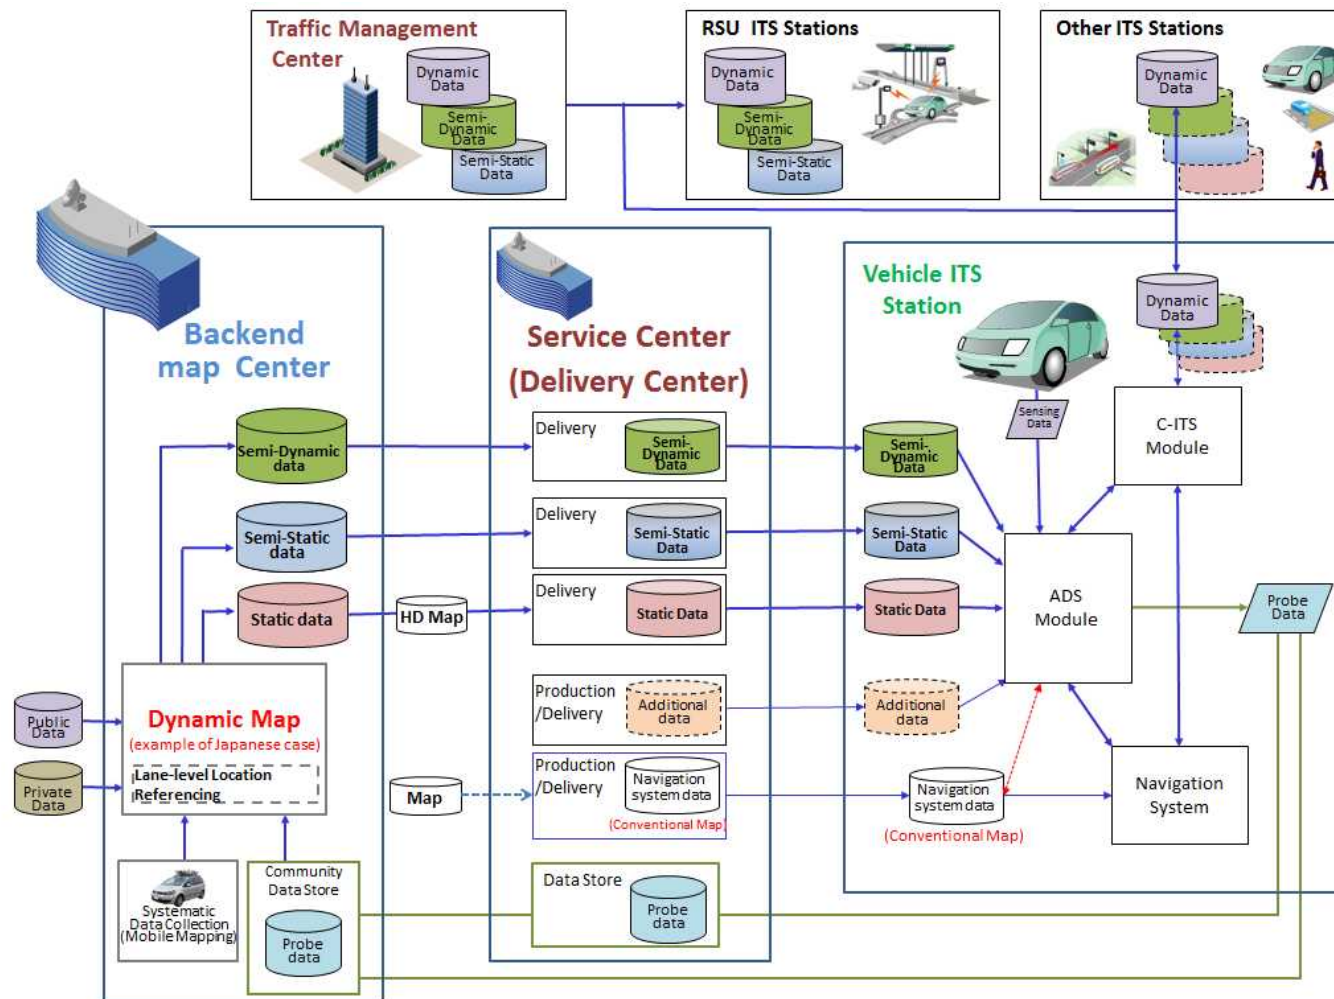 Traffic Management
Center
Dynamic
Data
Semi-
Dynamic
Data
Semi-Static
Data
RSU ITS Stations
Dynamic
Data
Semi-
Dynamic
Data
Semi-Static
Data
Other ITS Stations
Dynamic
Data
Backend
map Center
Semi-Dynamic
data
Semi-Static
data
Static data
HD Map
Public
Data
Private
Data
Dynamic Map
(example of Japanese case)
Lane-level Location
Referencing
Map
Systematic
Data Collection
(Mobile Mapping)
Community
Data Store
Probe
data
Service Center
(Delivery Center)
Delivery
Semi-
Dynamic
Data
Delivery
Semi-Static
Data
Delivery
Static Data
Production
/Delivery
Additional
data
Production
/Delivery
Navigation
system data
(Conventional Map)
Data Store
Probe
data
Vehicle ITS
Station
Dynamic
Data
Sensing
Data
C-ITS
Module
Semi-
Dynamic
Data
Semi-Static
Data
Static Data
ADS
Module
Probe
Data
Additional
data
Navigation
system data
(Conventional Map)
Navigation
System